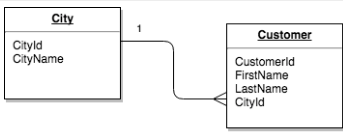 City
CityId
CityName
1
Customer
CustomerId
FirstName
LastName
CityId